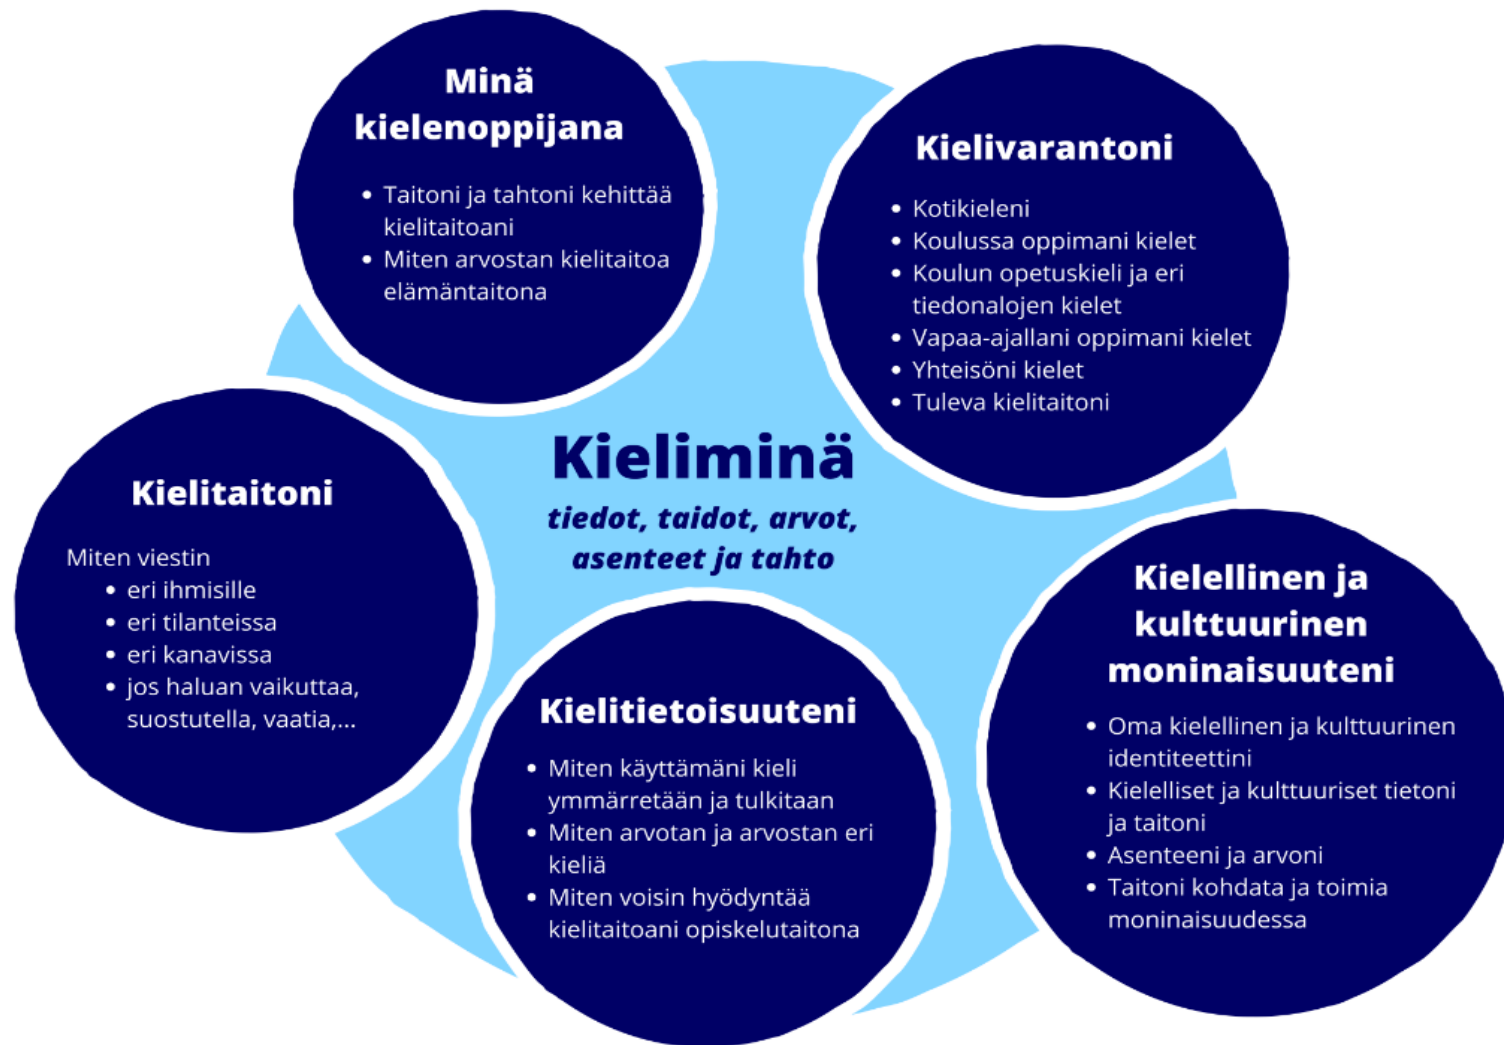 Minä
kielenoppijana
• Taitoni ja tahtoni kehittää
kielitaitoani
• Miten arvostan kielitaitoa
elämäntaitona
Kielivarantoni
• Kotikieleni
• Koulussa oppimani kielet
• Koulun opetuskieli ja eri
tiedonalojen kielet
• Vapaa-ajallani oppimani kielet
• Yhteisöni kielet
• Tuleva kielitaitoni
Kieliminä
tiedot, taidot, arvot,
asenteet ja tahto
Kielitaitoni
Miten viestin
• eri ihmisille
• eri tilanteissa
• eri kanavissa
• jos haluan vaikuttaa,
suostutella, vaatia,...
Kielitietoisuuteni
• Miten käyttämäni kieli
ymmärretään ja tulkitaan
• Miten arvotan ja arvostan eri
kieliä
• Miten voisin hyödyntää
kielitaitoani opiskelutaitona
Kielellinen ja
kulttuurinen
moninaisuuteni
• Oma kielellinen ja kulttuurinen
identiteettini
• Kielelliset ja kulttuuriset tietoni
ja taitoni
• Asenteeni ja arvoni
• Taitoni kohdata ja toimia
moninaisuudessa